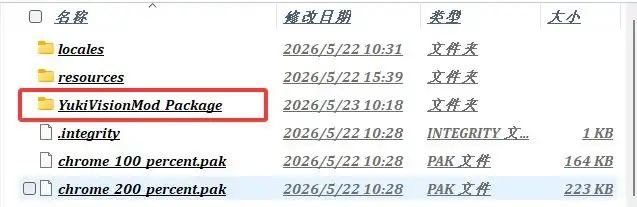 名称 修改日期 类型 大小
locales 2026/5/22 10:31 文件夹
resources 2026/5/22 15:39 文件夹
YukiVisionMod Package 2026/5/23 10:18 文件夹
.integrity 2026/5/22 10:28 INTEGRITY 文... 1 KB
chrome 100 percent.pak 2026/5/22 10:28 PAK 文件 164 KB
chrome 200 percent.pak 2026/5/22 10:28 PAK 文件 223 KB